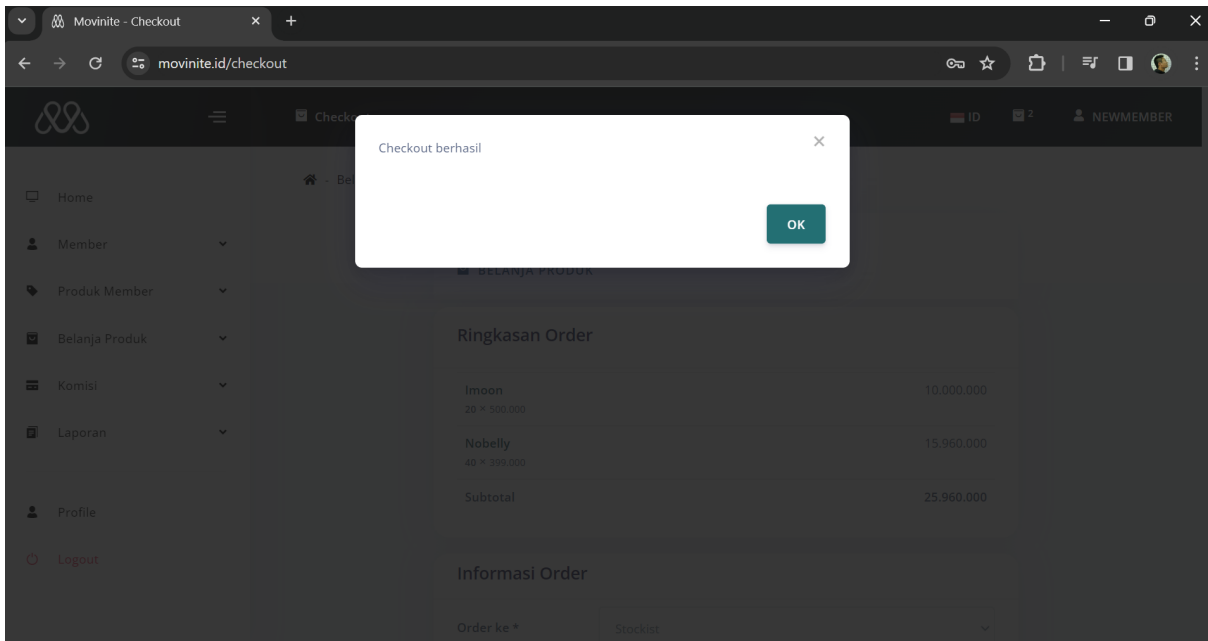 Movinite - Checkout
movinite.id/checkout
Checko
ID
2
NEWMEMBER
Checkout berhasil
OK
Home
Member
Produk Member
Belanja Produk
Komisi
Laporan
Profile
Logout
Bel
BELANJA PRODUK
Ringkasan Order
Imoon 10.000.000
20 × 500.000
Nobelly 15.960.000
40 × 399.000
Subtotal 25.960.000
Informasi Order
Order ke * Stockist